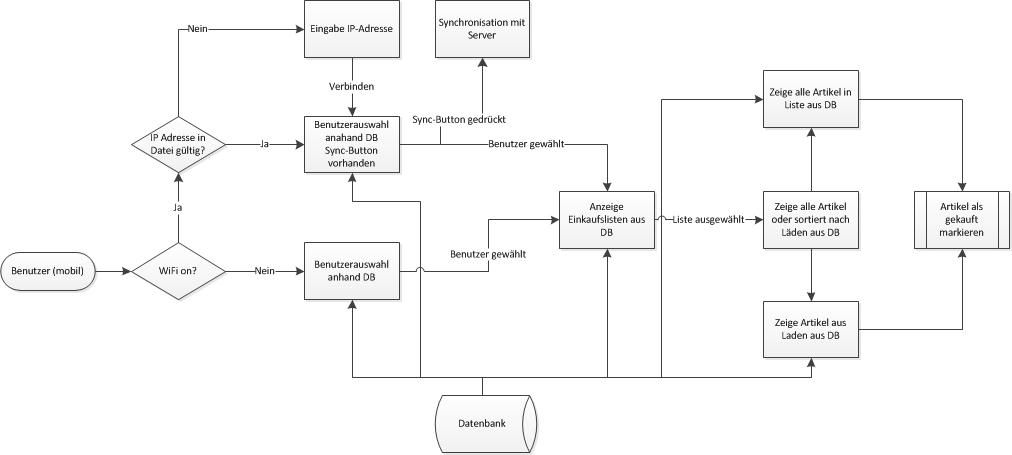 Nein
Eingabe IP-Adresse
Synchronisation mit
Server
Verbinden
Zeige alle Artikel in
Liste aus DB
IP Adresse in
Datei gültig?
Ja
Benutzerauswahl
anahand DB
Sync-Button
vorhanden
Sync-Button gedrückt
Benutzer gewählt
Ja
Anzeige
Einkaufslisten aus
DB
Liste ausgewählt
Zeige alle Artikel
oder sortiert nach
Läden aus DB
Artikel als
gekauft
markieren
Benutzer (mobil)
WiFi on?
Nein
Benutzerauswahl
anhand DB
Benutzer gewählt
Zeige Artikel aus
Laden aus DB
Datenbank